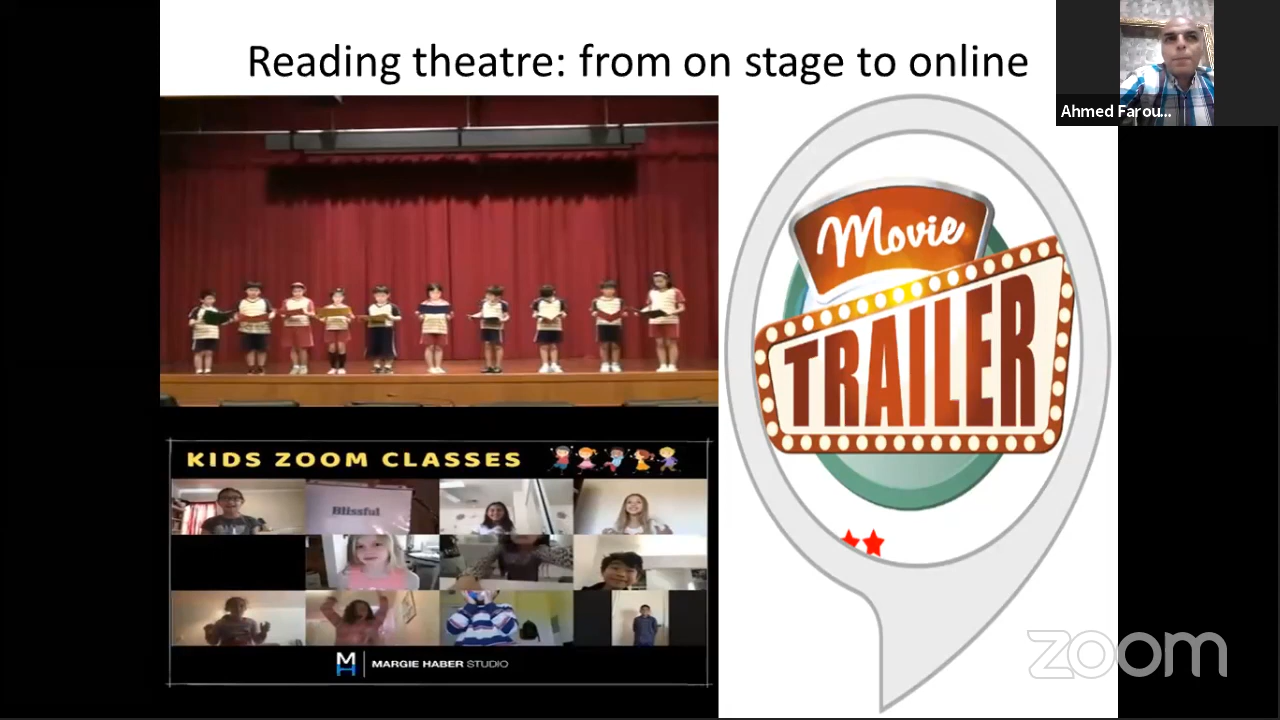 Reading theatre: from on stage to online
Ahmed Farou...
Movie
TRAILER
KIDS ZOOM CLASSES
Blissful
MH MARGIE HABER STUDIO
zoom